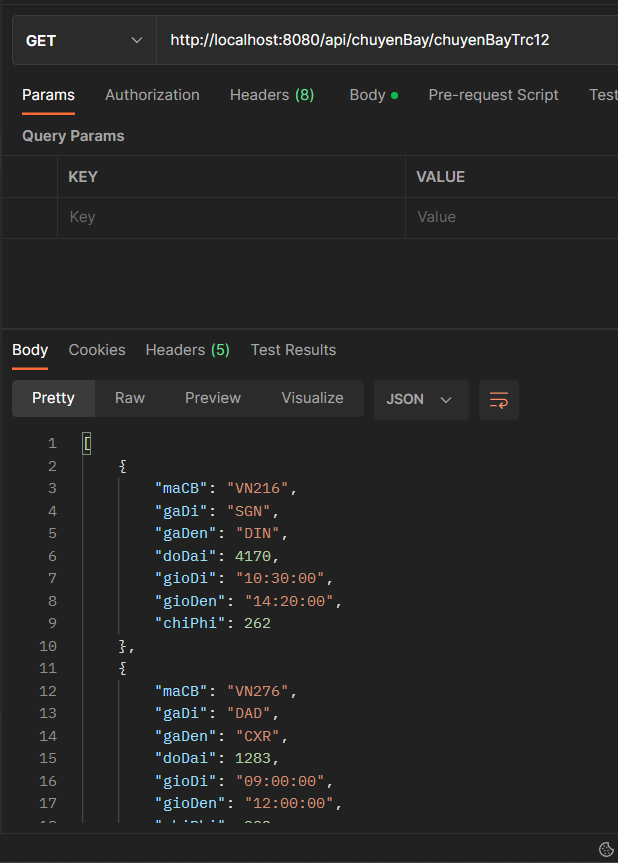 GET http://localhost:8080/api/chuyenBay/chuyenBayTrc12
Params Authorization Headers (8) Body Pre-request Script Test
Query Params
KEY VALUE
Key Value
Body Cookies Headers (5) Test Results
Pretty Raw Preview Visualize JSON
1 [
2 {
3 "maCB": "VN216",
4 "gaDi": "SGN",
5 "gaDen": "DIN",
6 "doDai": 4170,
7 "gioDi": "10:30:00",
8 "gioDen": "14:20:00",
9 "chiPhi": 262
10 },
11 {
12 "maCB": "VN276",
13 "gaDi": "DAD",
14 "gaDen": "CXR",
15 "doDai": 1283,
16 "gioDi": "09:00:00",
17 "gioDen": "12:00:00",